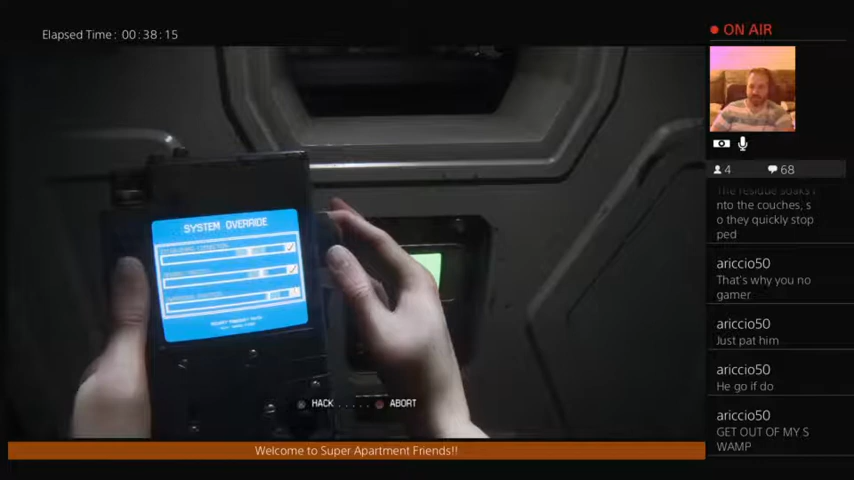 Elapsed Time: 00:38:15
ON AIR
4
68
The residue soaks i
nto the couches, s
o they quickly stop
ped
ariccio50
That's why you no
gamer
ariccio50
Just pat him
ariccio50
He go if do
ariccio50
GET OUT OF MY S
WAMP
SYSTEM OVERRIDE
HACK ..... ABORT
Welcome to Super Apartment Friends!!